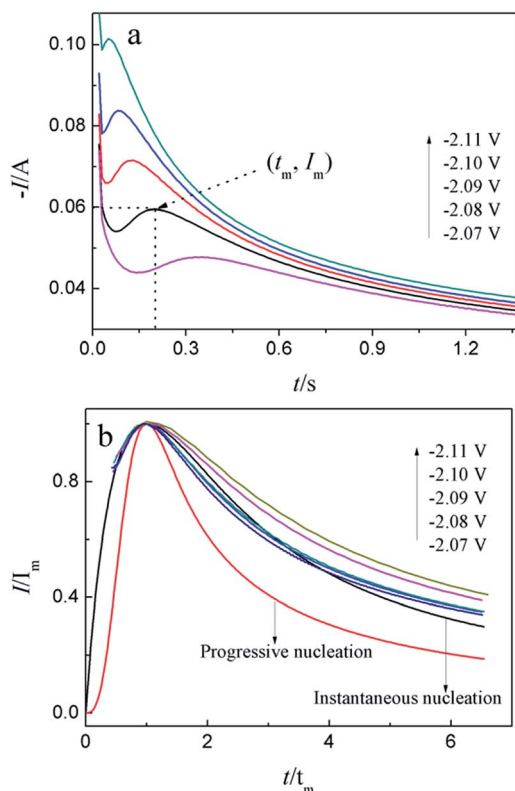 a
0.10
0.08
0.06
0.04
-I/A
(tm, Im)
-2.11 V
-2.10 V
-2.09 V
-2.08 V
-2.07 V
0.0 0.3 0.6 0.9 1.2
t/s
b
0.8
0.4
0.0
I/Im
-2.11 V
-2.10 V
-2.09 V
-2.08 V
-2.07 V
Progressive nucleation
Instantaneous nucleation
0 2 4 6
t/tm